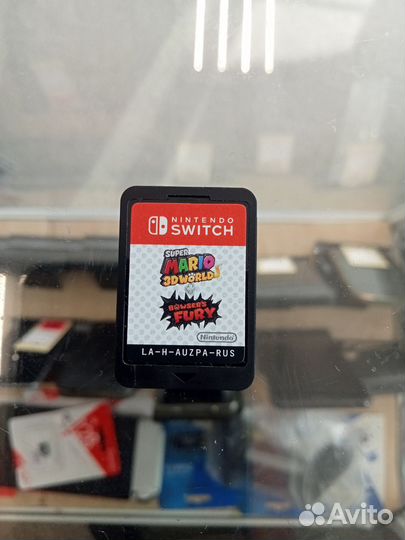 NINTENDO
SWITCH
SUPER
MARIO
3D WORLD
+
BOWSER'S
FURY
Nintendo
LA-H-AUZPA-RUS
Avito